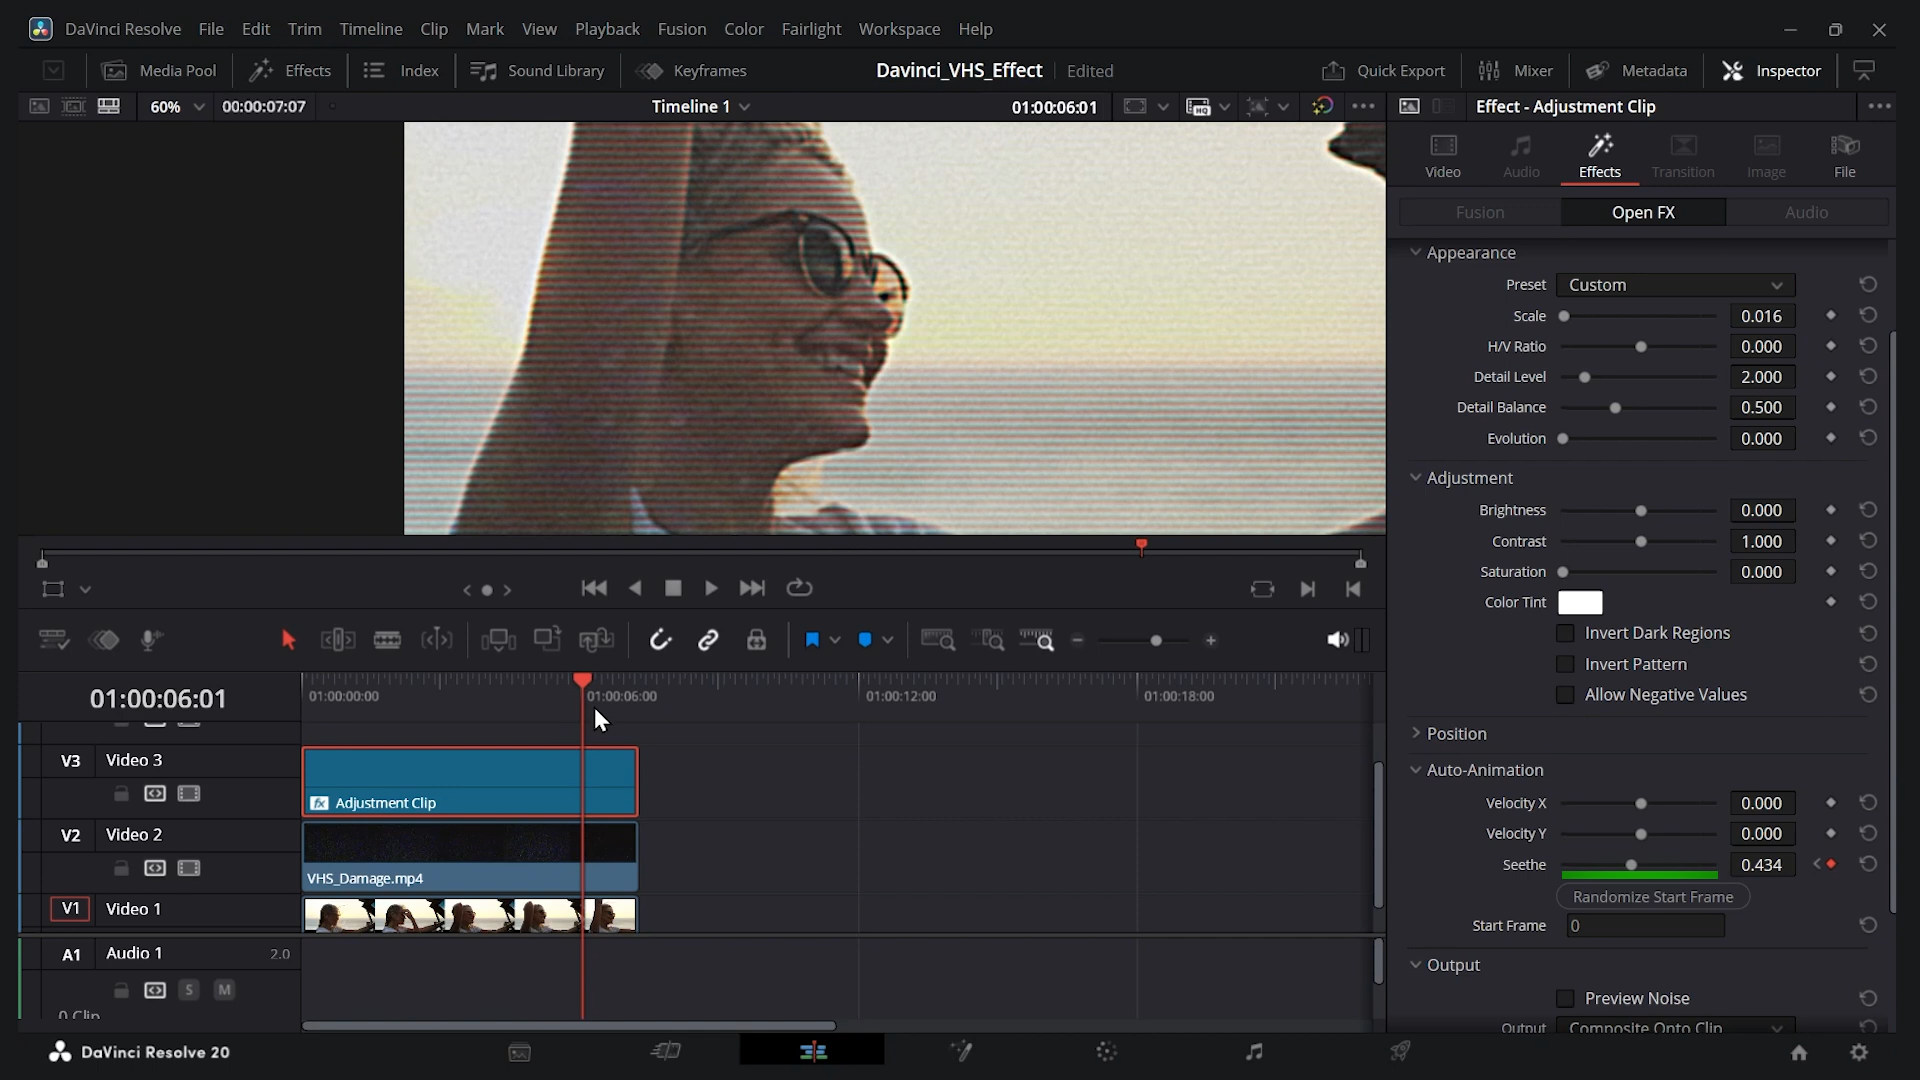 DaVinci Resolve File Edit Trim Timeline Clip Mark View Playback Fusion Color Fairlight Workspace Help
Media Pool Effects Index Sound Library Keyframes Davinci_VHS_Effect Edited Quick Export Mixer Metadata Inspector
60% 00:00:07:07 Timeline 1 01:00:06:01 Effect - Adjustment Clip
Video Audio Effects Transition Image File
Fusion Open FX Audio
Appearance
Preset Custom
Scale 0.016
H/V Ratio 0.000
Detail Level 2.000
Detail Balance 0.500
Evolution 0.000
Adjustment
Brightness 0.000
Contrast 1.000
Saturation 0.000
Color Tint
Invert Dark Regions
Invert Pattern
Allow Negative Values
Position
Auto-Animation
Velocity X 0.000
Velocity Y 0.000
Seethe 0.434
Randomize Start Frame
Start Frame 0
Output
Preview Noise
Output Composite Onto Clip
01:00:06:01 01:00:00:00 01:00:06:00 01:00:12:00 01:00:18:00
V3 Video 3
fx Adjustment Clip
V2 Video 2
VHS_Damage.mp4
V1 Video 1
A1 Audio 1 2.0
S M
0 Clip
DaVinci Resolve 20